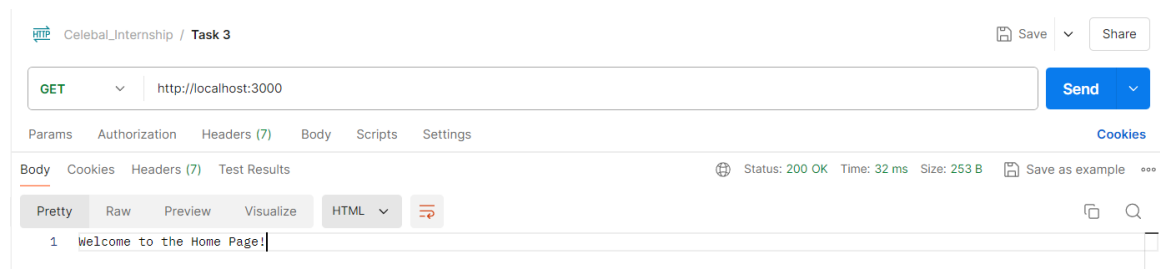 HTTP Celebal_Internship / Task 3 Save Share
GET http://localhost:3000 Send
Params Authorization Headers (7) Body Scripts Settings Cookies
Body Cookies Headers (7) Test Results Status: 200 OK Time: 32 ms Size: 253 B Save as example
Pretty Raw Preview Visualize HTML
1 Welcome to the Home Page!